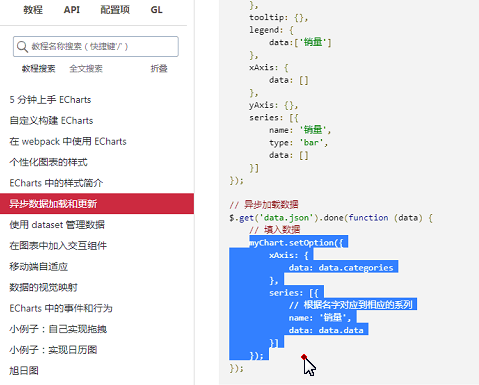 教程 API 配置项 GL
教程名称搜索（快捷键'/'）
教程搜索 全文搜索 折叠
5 分钟上手 ECharts
自定义构建 ECharts
在 webpack 中使用 ECharts
个性化图表的样式
ECharts 中的样式简介
异步数据加载和更新
使用 dataset 管理数据
在图表中加入交互组件
移动端自适应
数据的视觉映射
ECharts 中的事件和行为
小例子：自己实现拖拽
小例子：实现日历图
旭日图
},
tooltip: {},
legend: {
data:['销量']
},
xAxis: {
data: []
},
yAxis: {},
series: [{
name: '销量',
type: 'bar',
data: []
}]
});
// 异步加载数据
$.get('data.json').done(function (data) {
// 填入数据
myChart.setOption({
xAxis: {
data: data.categories
},
series: [{
// 根据名字对应到相应的系列
name: '销量',
data: data.data
}]
});
});